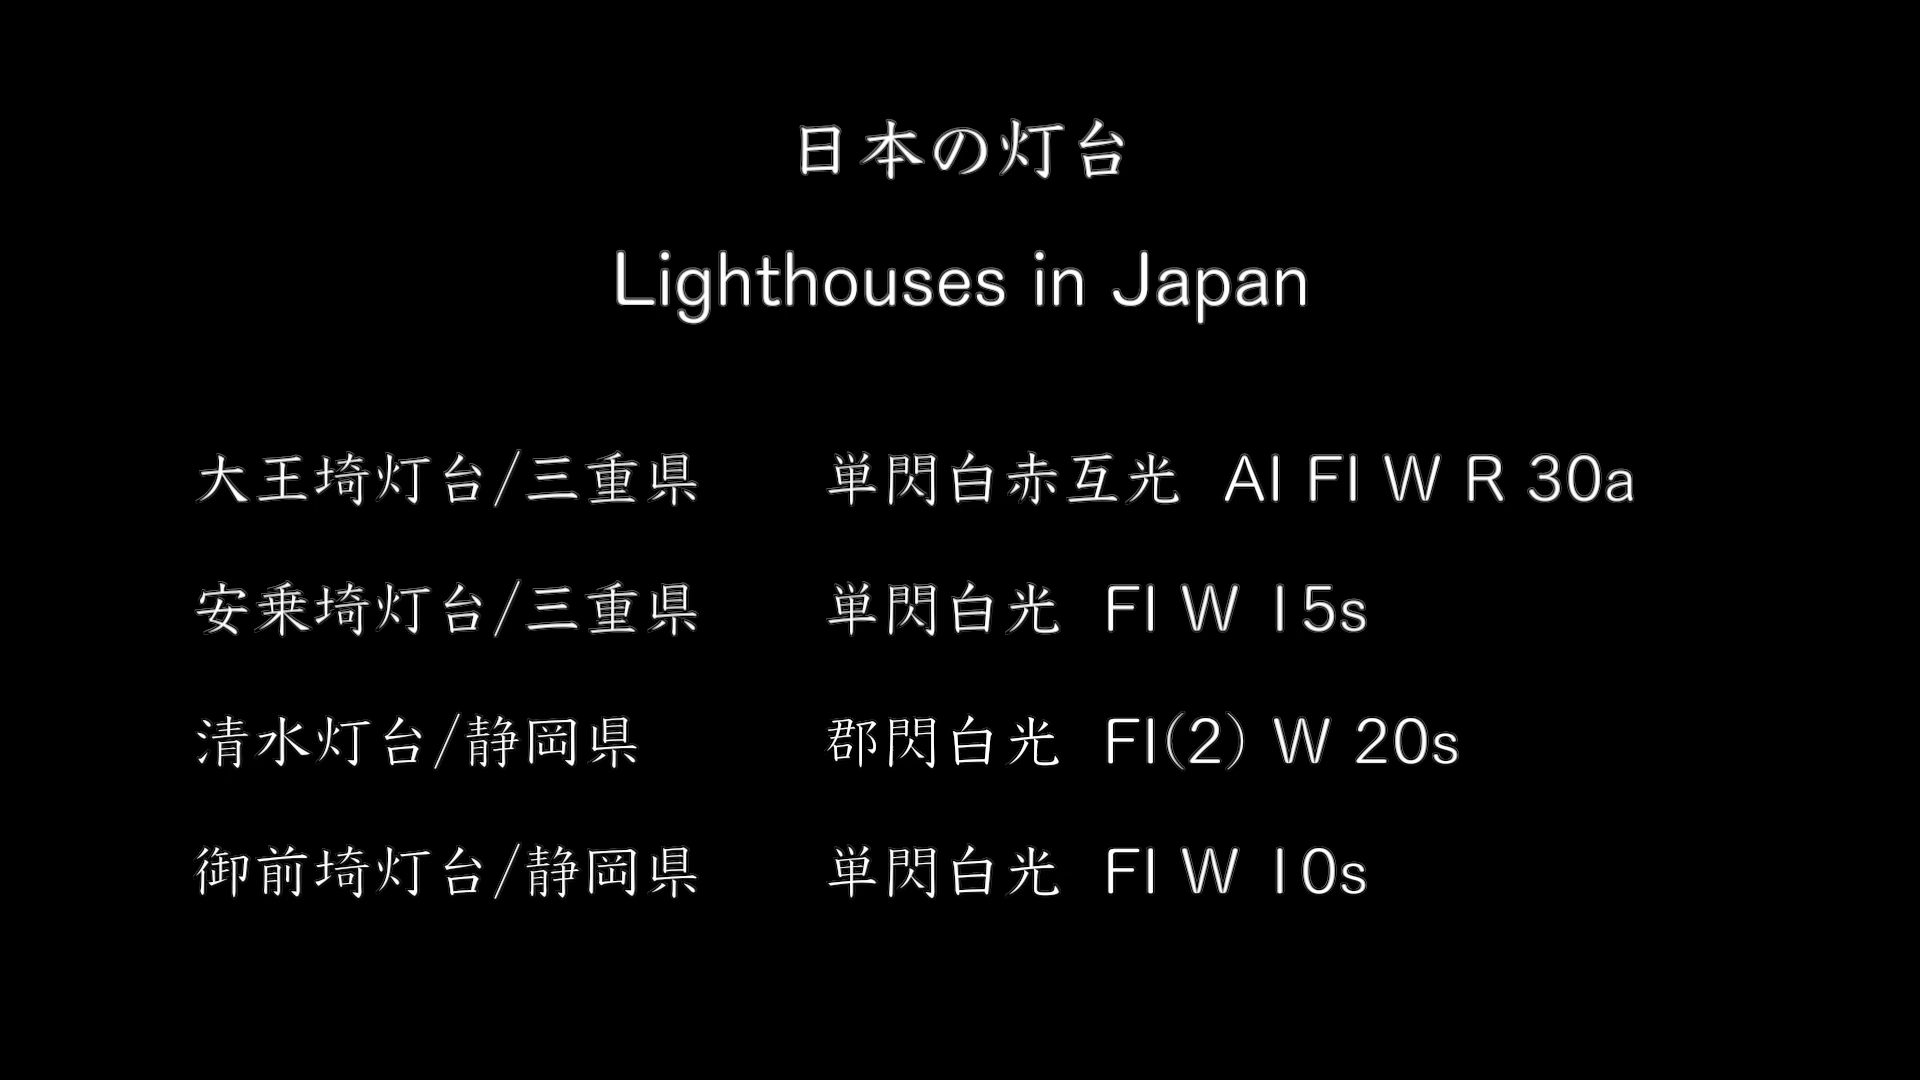 日本の灯台
Lighthouses in Japan
大王埼灯台/三重県 単閃白赤互光 Al Fl W R 30a
安乗埼灯台/三重県 単閃白光 Fl W 15s
清水灯台/静岡県 郡閃白光 Fl(2) W 20s
御前埼灯台/静岡県 単閃白光 Fl W 10s